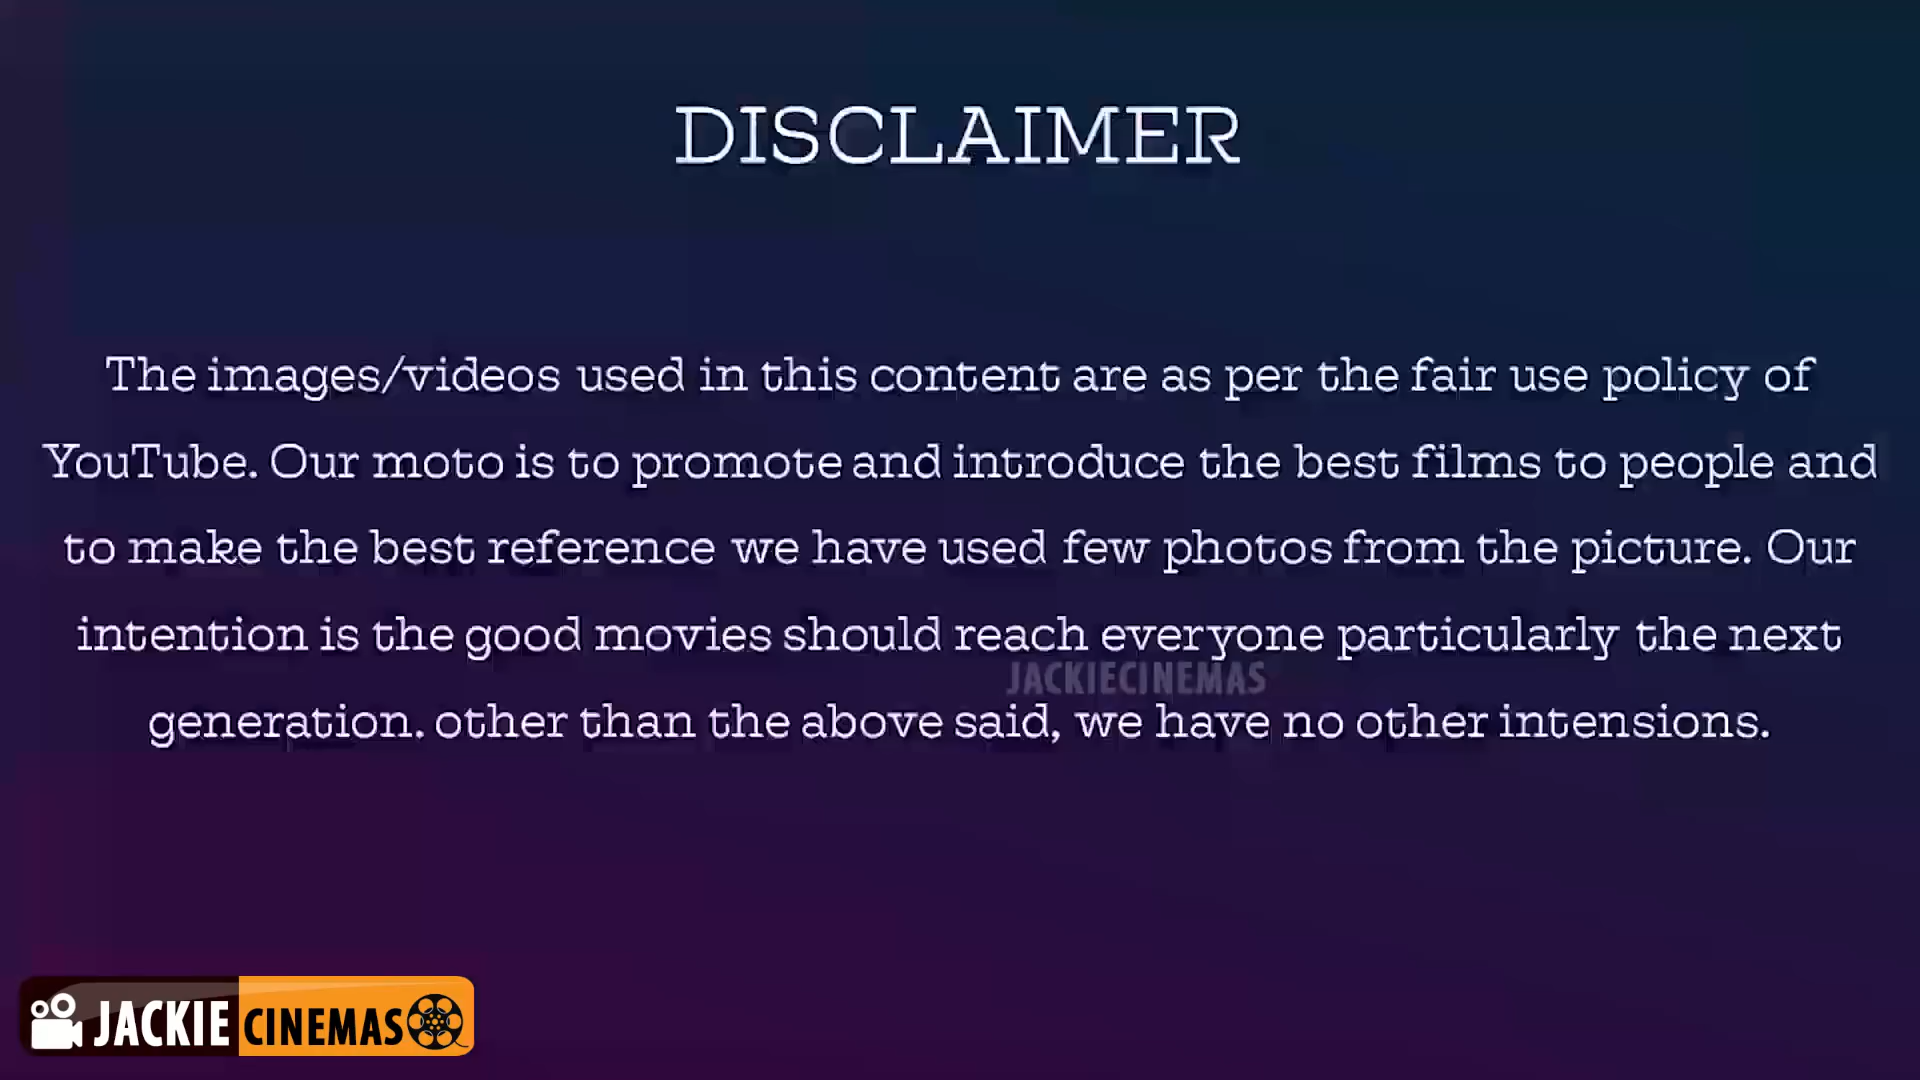 DISCLAIMER
The images/videos used in this content are as per the fair use policy of
YouTube. Our moto is to promote and introduce the best films to people and
to make the best reference we have used few photos from the picture. Our
intention is the good movies should reach everyone particularly the next
JACKIECINEMAS
generation. other than the above said, we have no other intensions.
JACKIE CINEMAS